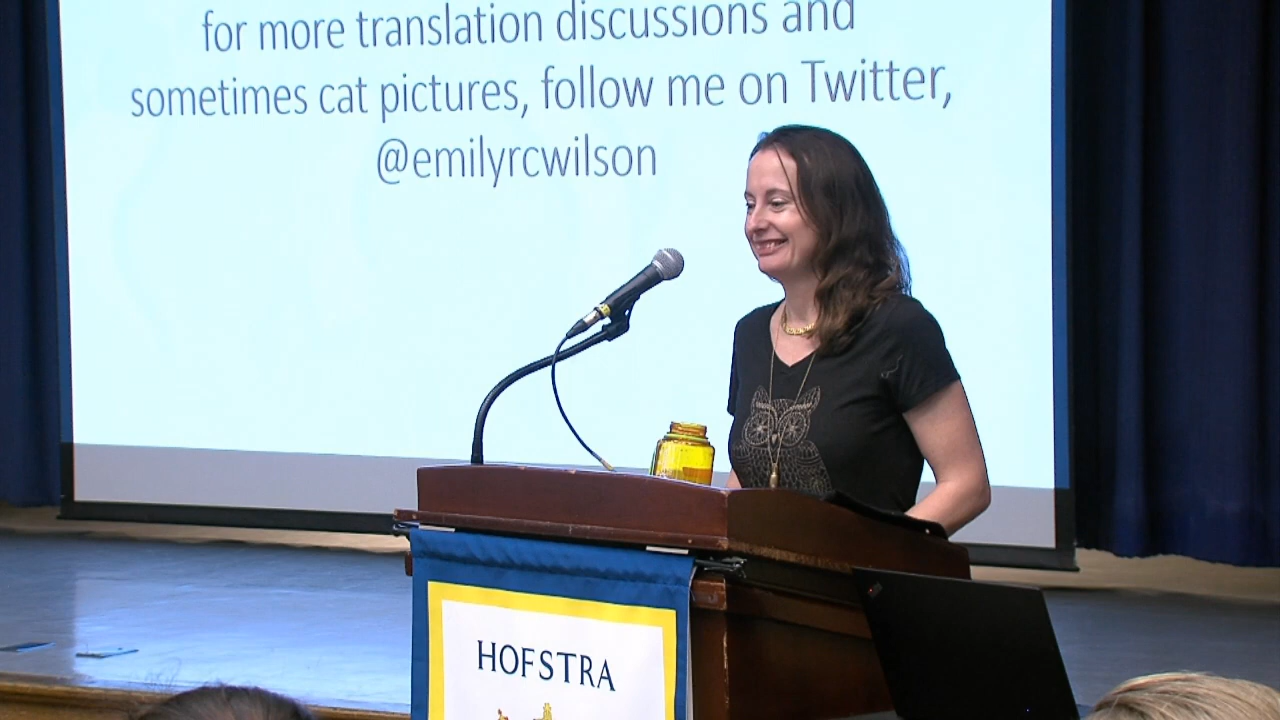 for more translation discussions and
sometimes cat pictures, follow me on Twitter,
@emilyrcwilson
HOFSTRA